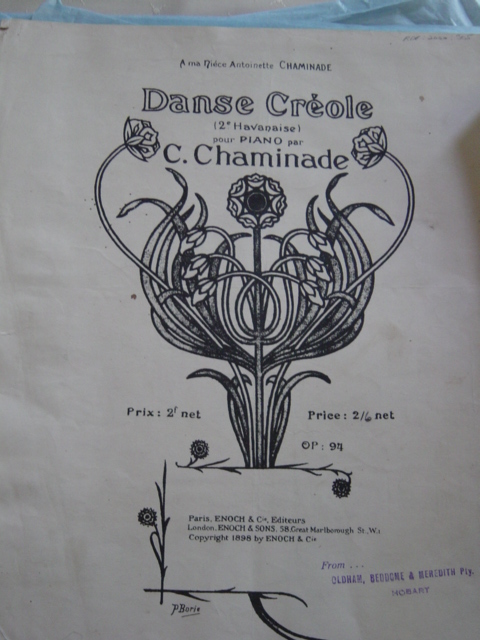 A ma Nièce Antoinette CHAMINADE
Danse Créole
(2e Havanaise)
pour PIANO par
C. Chaminade
Prix: 2f net
Price: 2/6 net
OP: 94
Paris, ENOCH & Cie, Editeurs
London, ENOCH & SONS, 58, Great Marlborough St., W.
Copyright 1898 by ENOCH & Cie
From ...
OLDHAM, BEDDOME & MEREDITH Pty.
HOBART
P. Borie